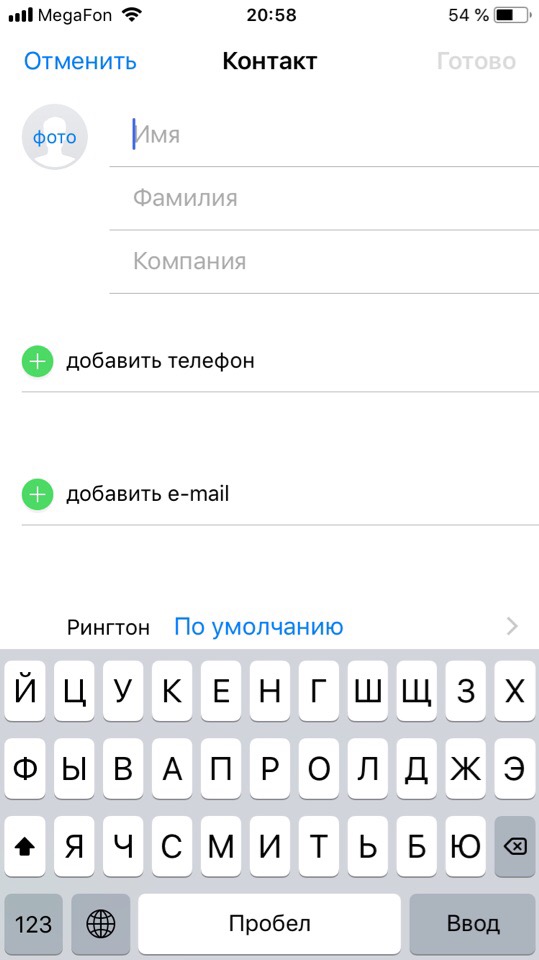 MegaFon 20:58 54 %
Отменить Контакт Готово
фото
Имя
Фамилия
Компания
добавить телефон
добавить e-mail
Рингтон По умолчанию
Й Ц У К Е Н Г Ш Щ З Х
Ф Ы В А П Р О Л Д Ж Э
Я Ч С М И Т Ь Б Ю
123 Пробел Ввод